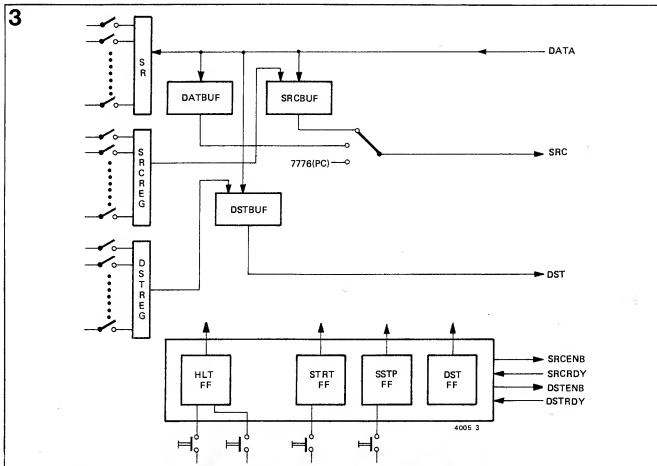 3
SR
DATA
DATBUF
SRCBUF
SRCREG
7776(PC)
SRC
DSTBUF
DSTREG
DST
HLT
FF
STRT
FF
SSTP
FF
DST
FF
SRCENB
SRCRDY
DSTENB
DSTRDY
4005 3